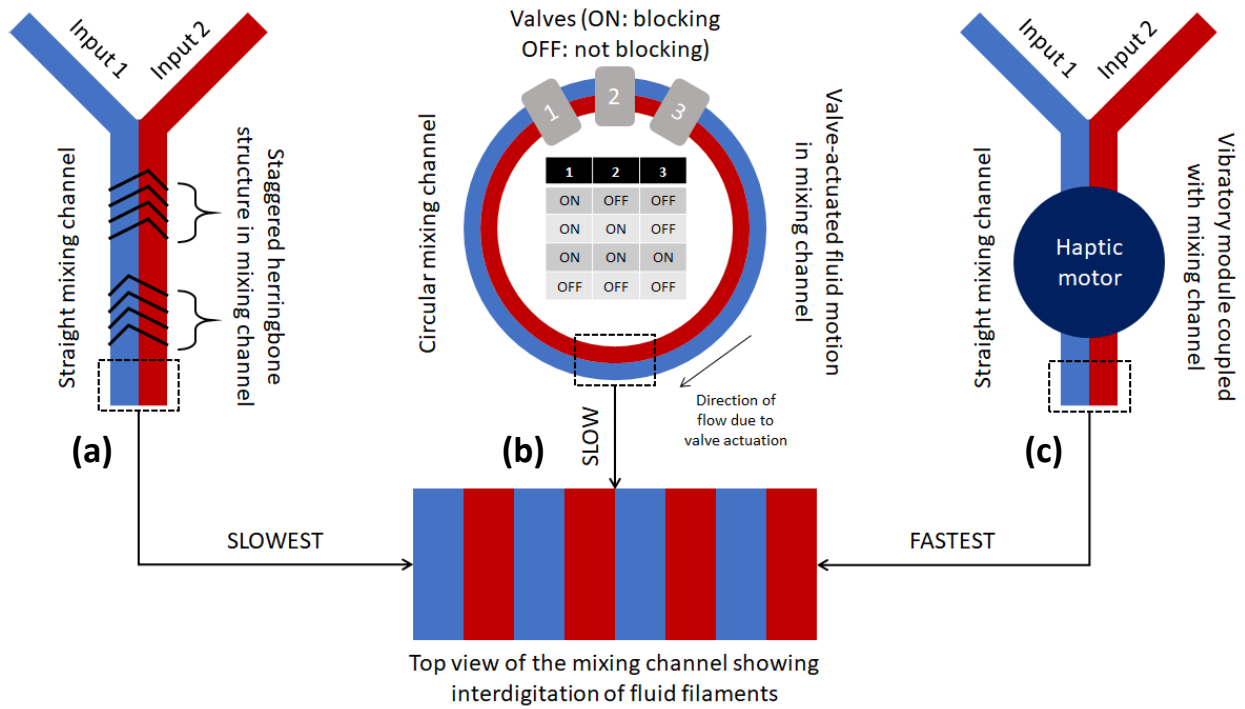 Input 1
Input 2
Straight mixing channel
Staggered herringbone
structure in mixing
channel
(a)
Valves (ON: blocking
OFF: not blocking)
1
2
3
Circular mixing channel
1 2 3
ON OFF OFF
ON ON OFF
ON ON ON
OFF OFF OFF
Valve-actuated fluid motion
in mixing channel
Direction of
flow due to
valve actuation
(b)
SLOW
Input 1
Input 2
Straight mixing channel
Haptic
motor
Vibratory module coupled
with mixing channel
(c)
SLOWEST
FASTEST
Top view of the mixing channel showing
interdigitation of fluid filaments